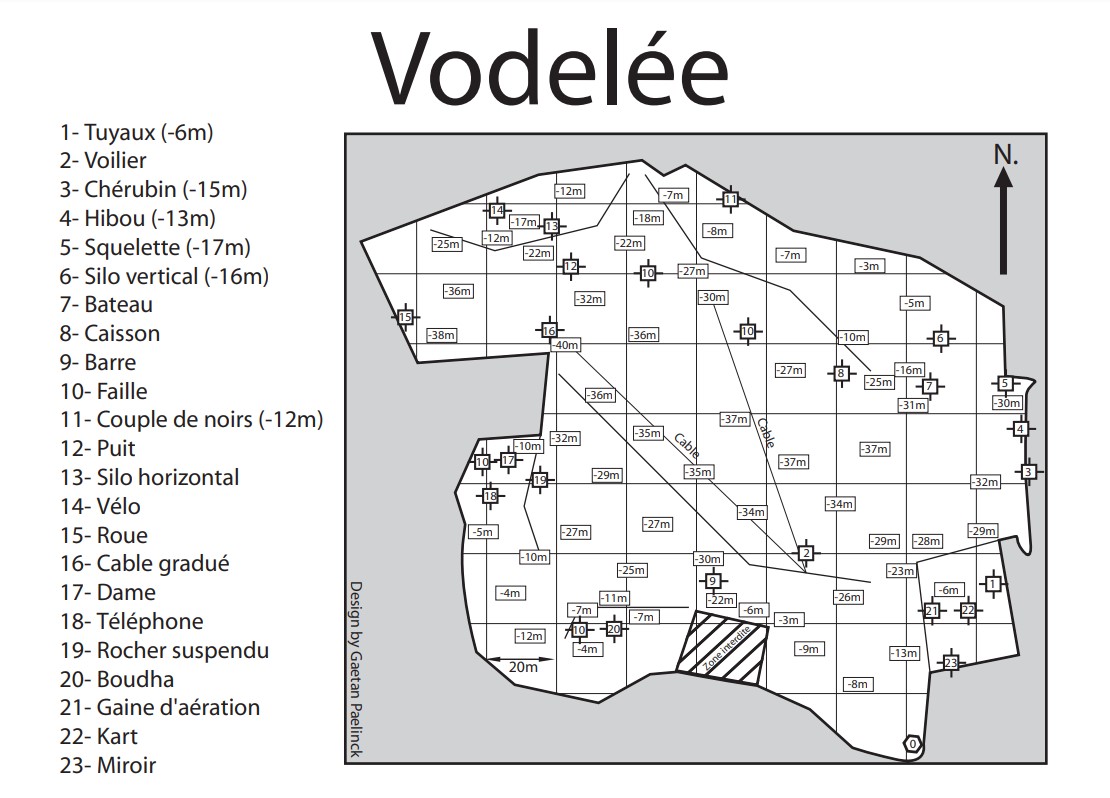 Vodelée
1- Tuyaux (-6m)
2- Voilier
3- Chérubin (-15m)
4- Hibou (-13m)
5- Squelette (-17m)
6- Silo vertical (-16m)
7- Bateau
8- Caisson
9- Barre
10- Faille
11- Couple de noirs (-12m)
12- Puit
13- Silo horizontal
14- Vélo
15- Roue
16- Cable gradué
17- Dame
18- Téléphone
19- Rocher suspendu
20- Boudha
21- Gaine d'aération
22- Kart
23- Miroir
N.
-12m
-7m
11
14
-17m
13
-18m
-8m
-12m
-25m
-22m
-22m
-7m
-3m
12
10
-27m
-36m
-32m
-30m
-5m
15
-38m
16
-36m
10
-10m
6
-40m
-27m
8
-16m
-25m
7
5
-36m
-31m
-30m
-37m
4
-35m
Cable
Cable
-32m
-10m
-37m
10
17
-37m
-35m
3
19
-29m
-32m
18
-34m
-34m
-5m
-27m
-27m
-29m
-29m
-28m
-10m
2
-30m
-25m
-23m
9
1
-4m
-11m
-22m
-26m
-6m
-7m
-7m
-6m
-3m
21
22
-12m
10
20
-4m
Zone interdite
-9m
-13m
23
20m
-8m
0
Design by Gaetan Paelinck